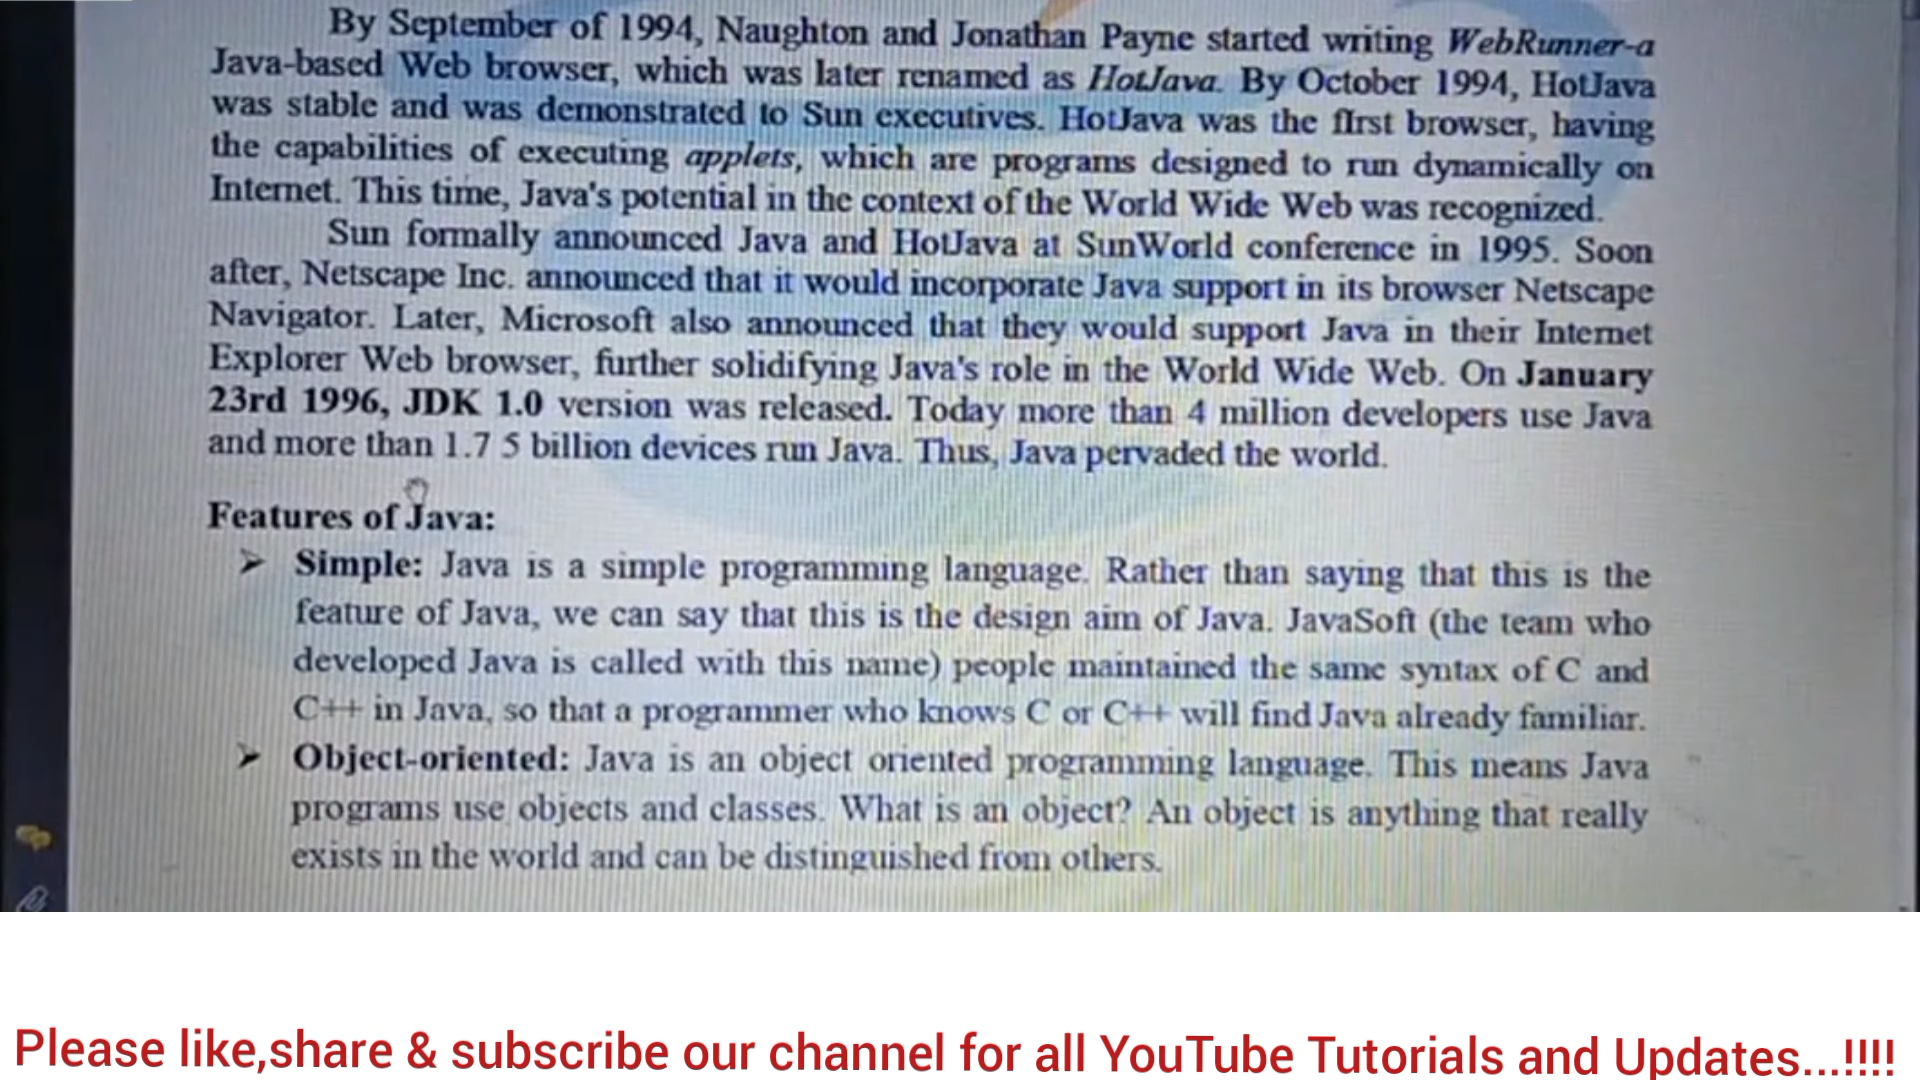 By September of 1994, Naughton and Jonathan Payne started writing WebRunner-a
Java-based Web browser, which was later renamed as HotJava. By October 1994, HotJava
was stable and was demonstrated to Sun executives. HotJava was the fIrst browser, having
the capabilities of executing applets, which are programs designed to run dynamically on
Internet. This time, Java's potential in the context of the World Wide Web was recognized.
Sun formally announced Java and HotJava at SunWorld conference in 1995. Soon
after, Netscape Inc. announced that it would incorporate Java support in its browser Netscape
Navigator. Later, Microsoft also announced that they would support Java in their Internet
Explorer Web browser, further solidifying Java's role in the World Wide Web. On January
23rd 1996, JDK 1.0 version was released. Today more than 4 million developers use Java
and more than 1.7 5 billion devices run Java. Thus, Java pervaded the world.
Features of Java:
➢ Simple: Java is a simple programming language. Rather than saying that this is the
feature of Java, we can say that this is the design aim of Java. JavaSoft (the team who
developed Java is called with this name) people maintained the same syntax of C and
C++ in Java, so that a programmer who knows C or C++ will find Java already familiar.
➢ Object-oriented: Java is an object oriented programming language. This means Java
programs use objects and classes. What is an object? An object is anything that really
exists in the world and can be distinguished from others.
Please like,share & subscribe our channel for all YouTube Tutorials and Updates...!!!!